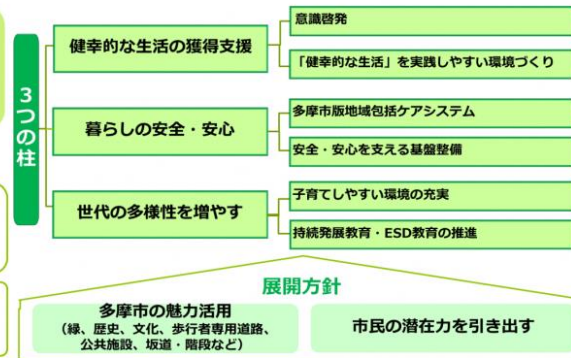 3つの柱
健幸的な生活の獲得支援
意識啓発
「健幸的な生活」を実践しやすい環境づくり
暮らしの安全・安心
多摩市版地域包括ケアシステム
安全・安心を支える基盤整備
世代の多様性を増やす
子育てしやすい環境の充実
持続発展教育・ESD教育の推進
展開方針
多摩市の魅力活用
（緑、歴史、文化、歩行者専用道路、
公共施設、坂道・階段など）
市民の潜在力を引き出す